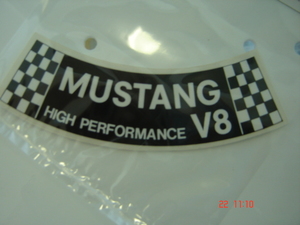 MUSTANG
HIGH PERFORMANCE V8
22 11:10